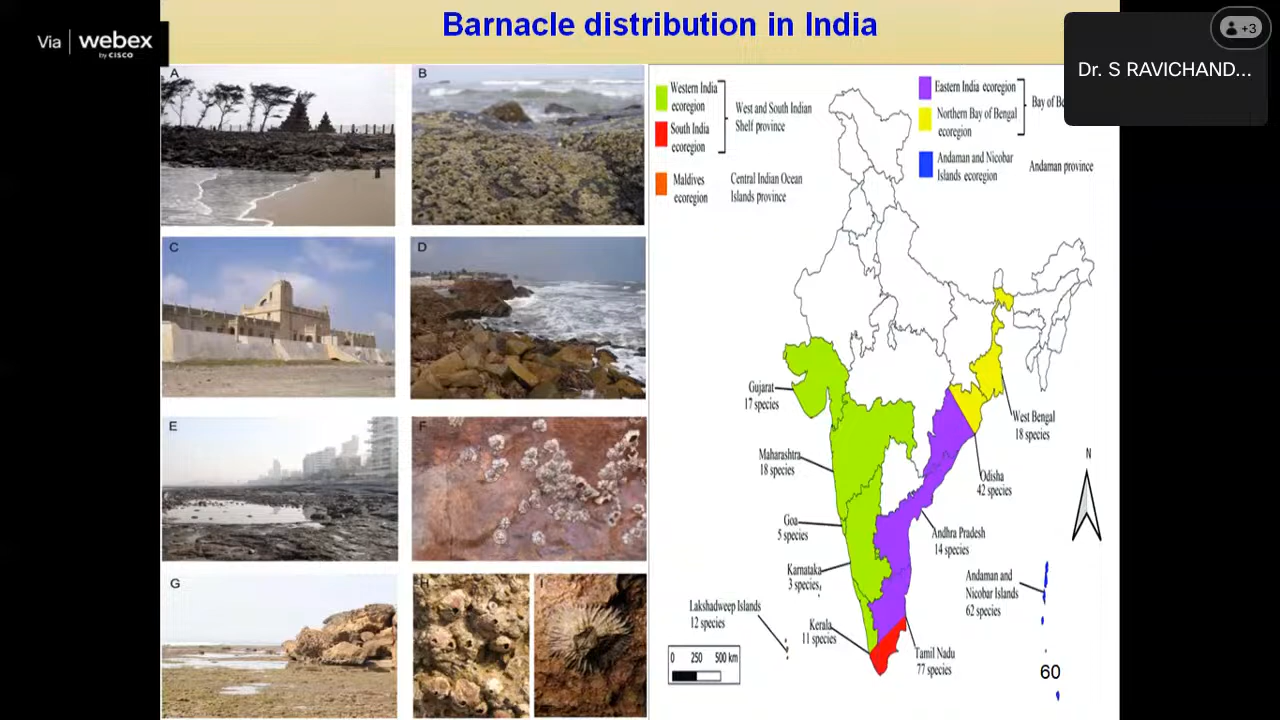 Barnacle distribution in India
Via webex
by CISCO
+3
Dr. S RAVICHAND...
A
B
C
D
E
F
G
H
I
Western India
ecoregion
South India
ecoregion
West and South Indian
Shelf province
Maldives
ecoregion
Central Indian Ocean
Islands province
Eastern India ecoregion
Northern Bay of Bengal
ecoregion
Bay of
Andaman and Nicobar
Islands ecoregion
Andaman province
Gujarat
17 species
Maharashtra
18 species
Goa
5 species
Karnataka
3 species
Lakshadweep Islands
12 species
Kerala
11 species
West Bengal
18 species
Odisha
42 species
Andhra Pradesh
14 species
Andaman and
Nicobar Islands
62 species
Tamil Nadu
77 species
N
0 250 500 km
60